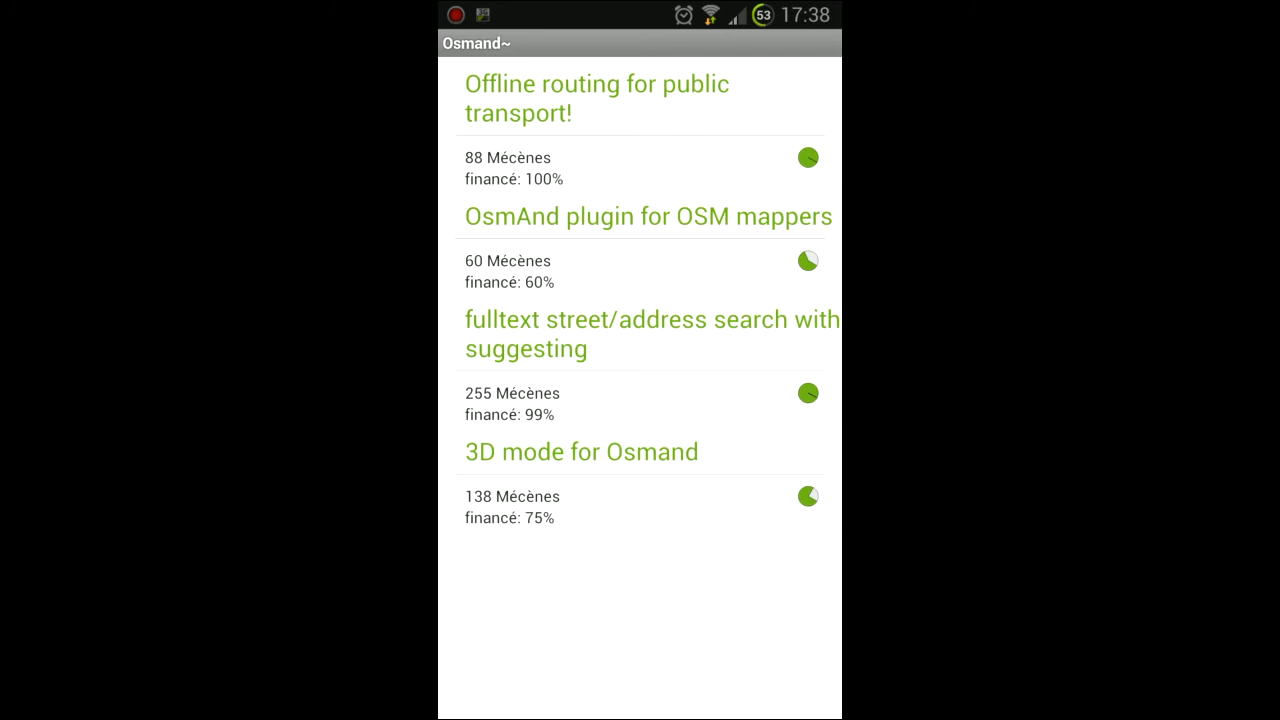 53 17:38
Osmand~
Offline routing for public
transport!
88 Mécènes
financé: 100%
OsmAnd plugin for OSM mappers
60 Mécènes
financé: 60%
fulltext street/address search with
suggesting
255 Mécènes
financé: 99%
3D mode for Osmand
138 Mécènes
financé: 75%